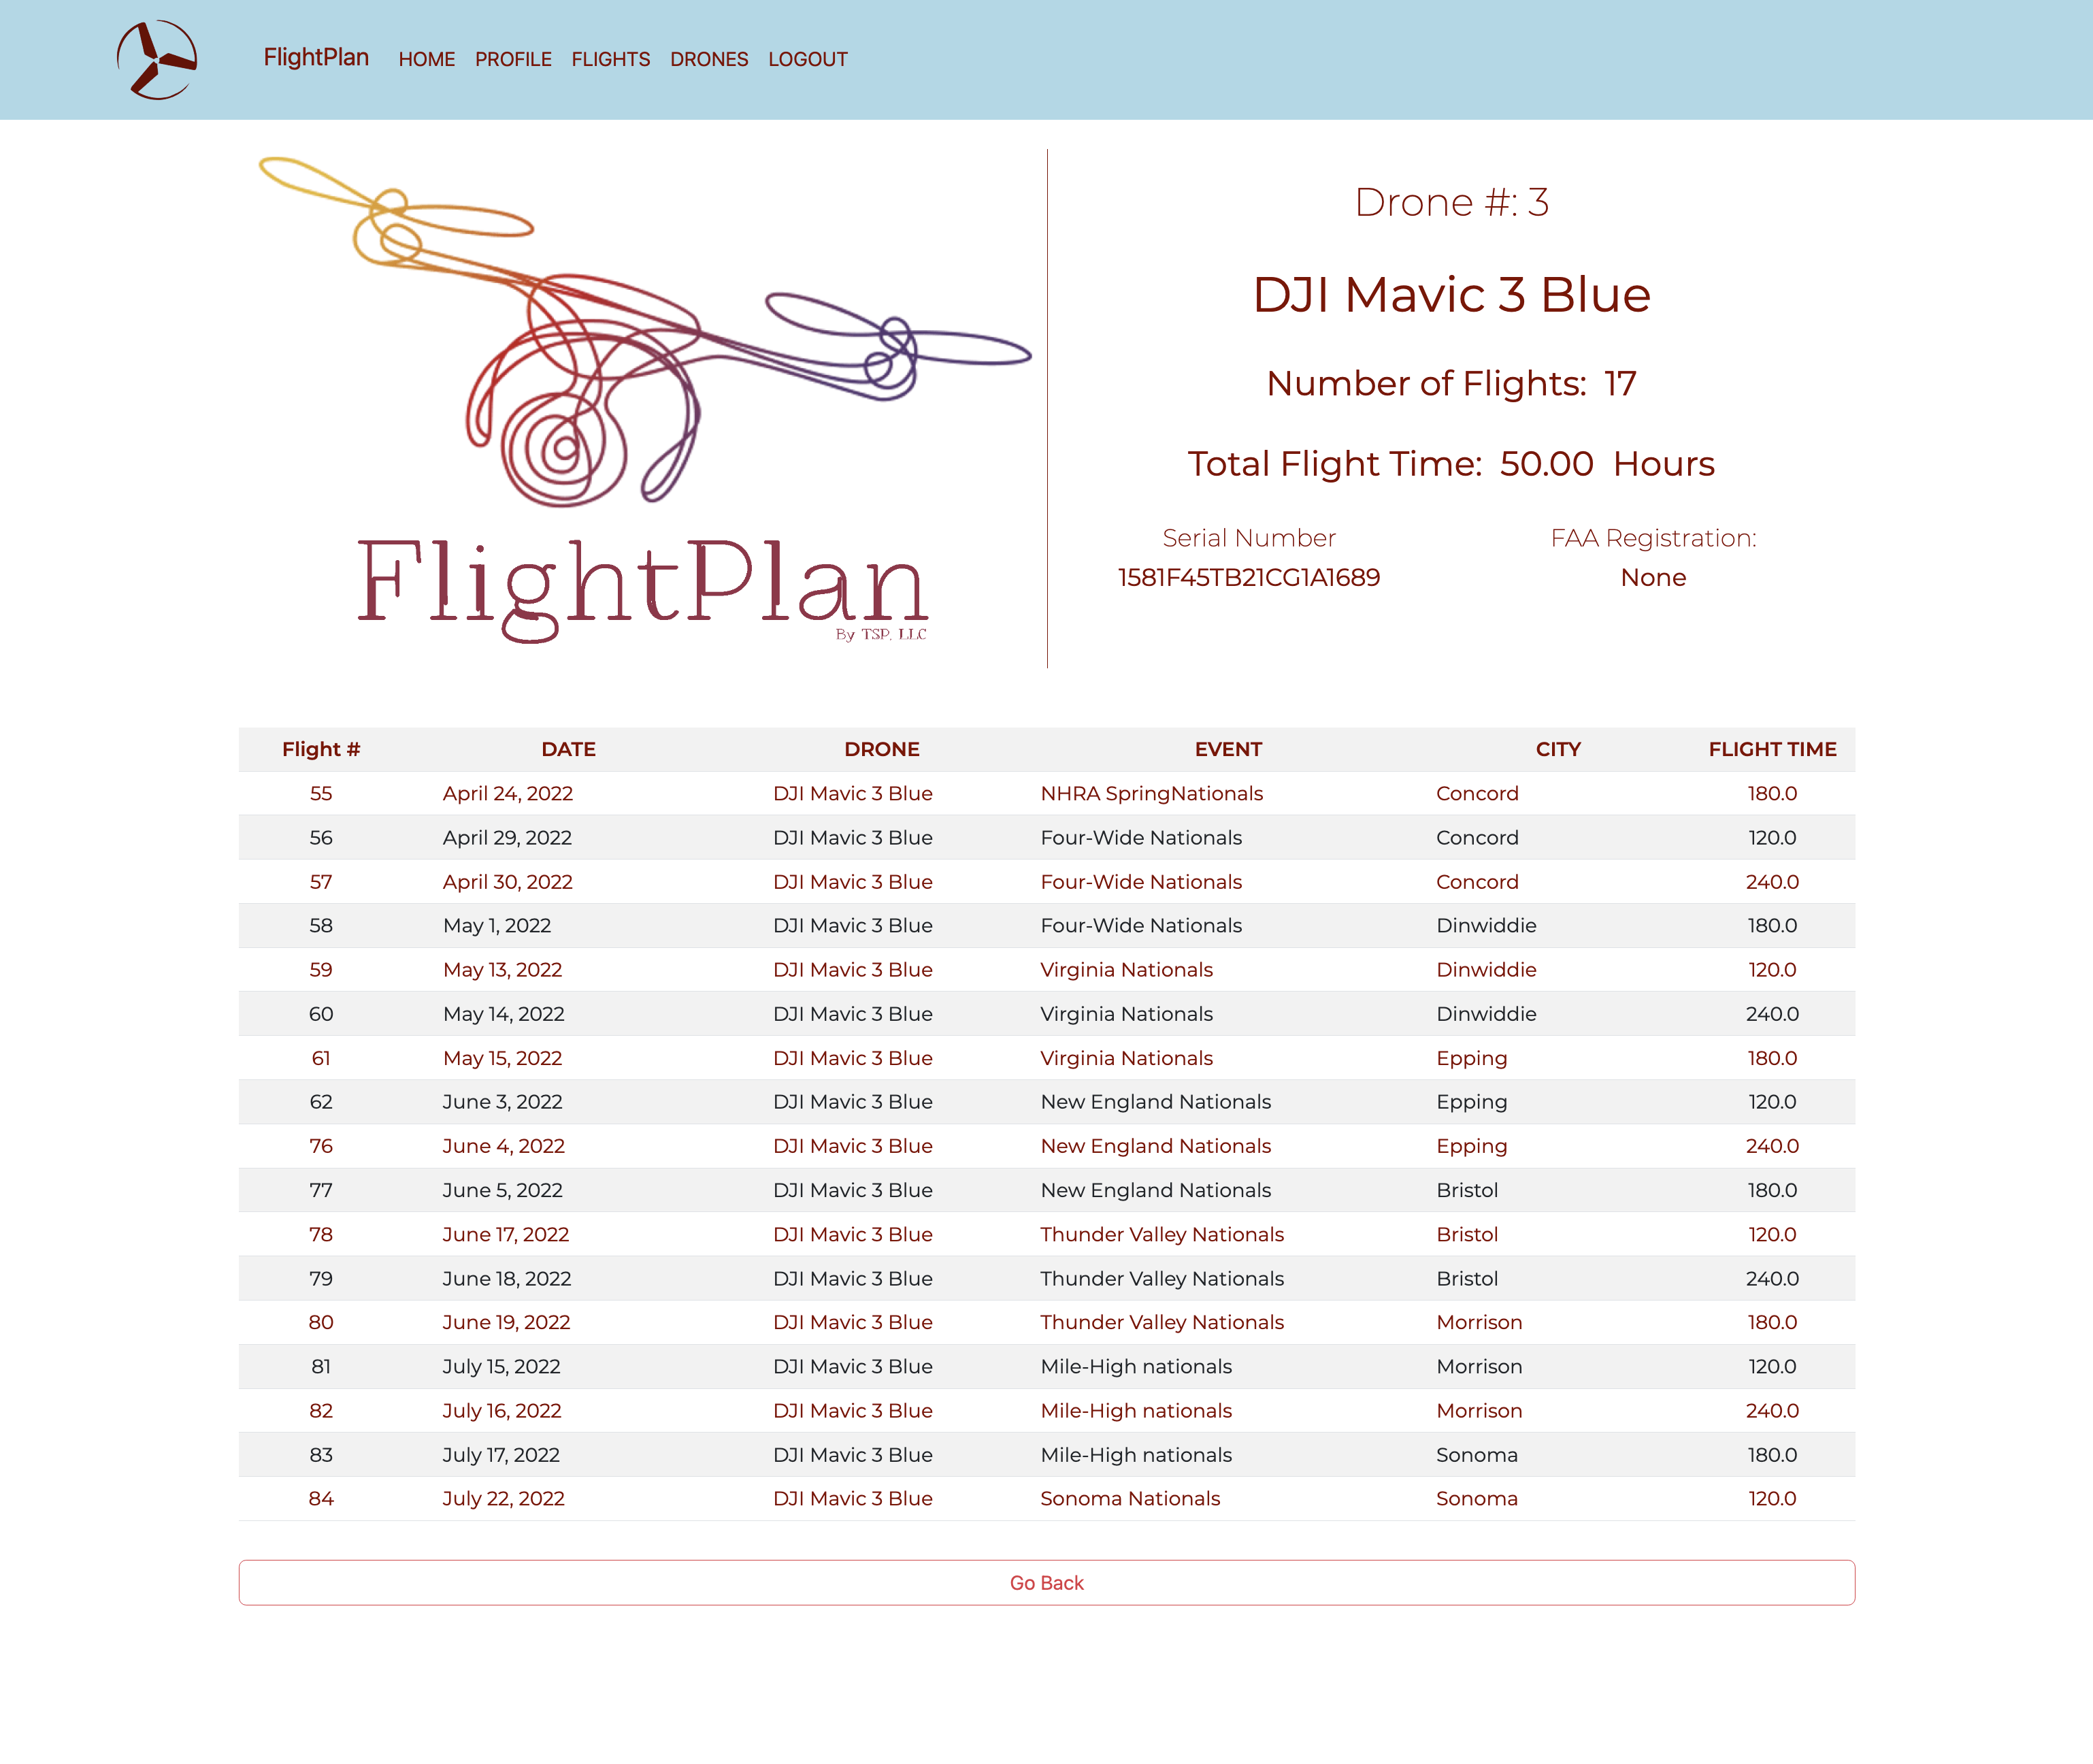 FlightPlan HOME PROFILE FLIGHTS DRONES LOGOUT
FlightPlan
By TSP, LLC
Drone #: 3
DJI Mavic 3 Blue
Number of Flights: 17
Total Flight Time: 50.00 Hours
Serial Number
1581F45TB21CG1A1689
FAA Registration:
None
Flight # DATE DRONE EVENT CITY FLIGHT TIME
55 April 24, 2022 DJI Mavic 3 Blue NHRA SpringNationals Concord 180.0
56 April 29, 2022 DJI Mavic 3 Blue Four-Wide Nationals Concord 120.0
57 April 30, 2022 DJI Mavic 3 Blue Four-Wide Nationals Concord 240.0
58 May 1, 2022 DJI Mavic 3 Blue Four-Wide Nationals Dinwiddie 180.0
59 May 13, 2022 DJI Mavic 3 Blue Virginia Nationals Dinwiddie 120.0
60 May 14, 2022 DJI Mavic 3 Blue Virginia Nationals Dinwiddie 240.0
61 May 15, 2022 DJI Mavic 3 Blue Virginia Nationals Epping 180.0
62 June 3, 2022 DJI Mavic 3 Blue New England Nationals Epping 120.0
76 June 4, 2022 DJI Mavic 3 Blue New England Nationals Epping 240.0
77 June 5, 2022 DJI Mavic 3 Blue New England Nationals Bristol 180.0
78 June 17, 2022 DJI Mavic 3 Blue Thunder Valley Nationals Bristol 120.0
79 June 18, 2022 DJI Mavic 3 Blue Thunder Valley Nationals Bristol 240.0
80 June 19, 2022 DJI Mavic 3 Blue Thunder Valley Nationals Morrison 180.0
81 July 15, 2022 DJI Mavic 3 Blue Mile-High nationals Morrison 120.0
82 July 16, 2022 DJI Mavic 3 Blue Mile-High nationals Morrison 240.0
83 July 17, 2022 DJI Mavic 3 Blue Mile-High nationals Sonoma 180.0
84 July 22, 2022 DJI Mavic 3 Blue Sonoma Nationals Sonoma 120.0
Go Back